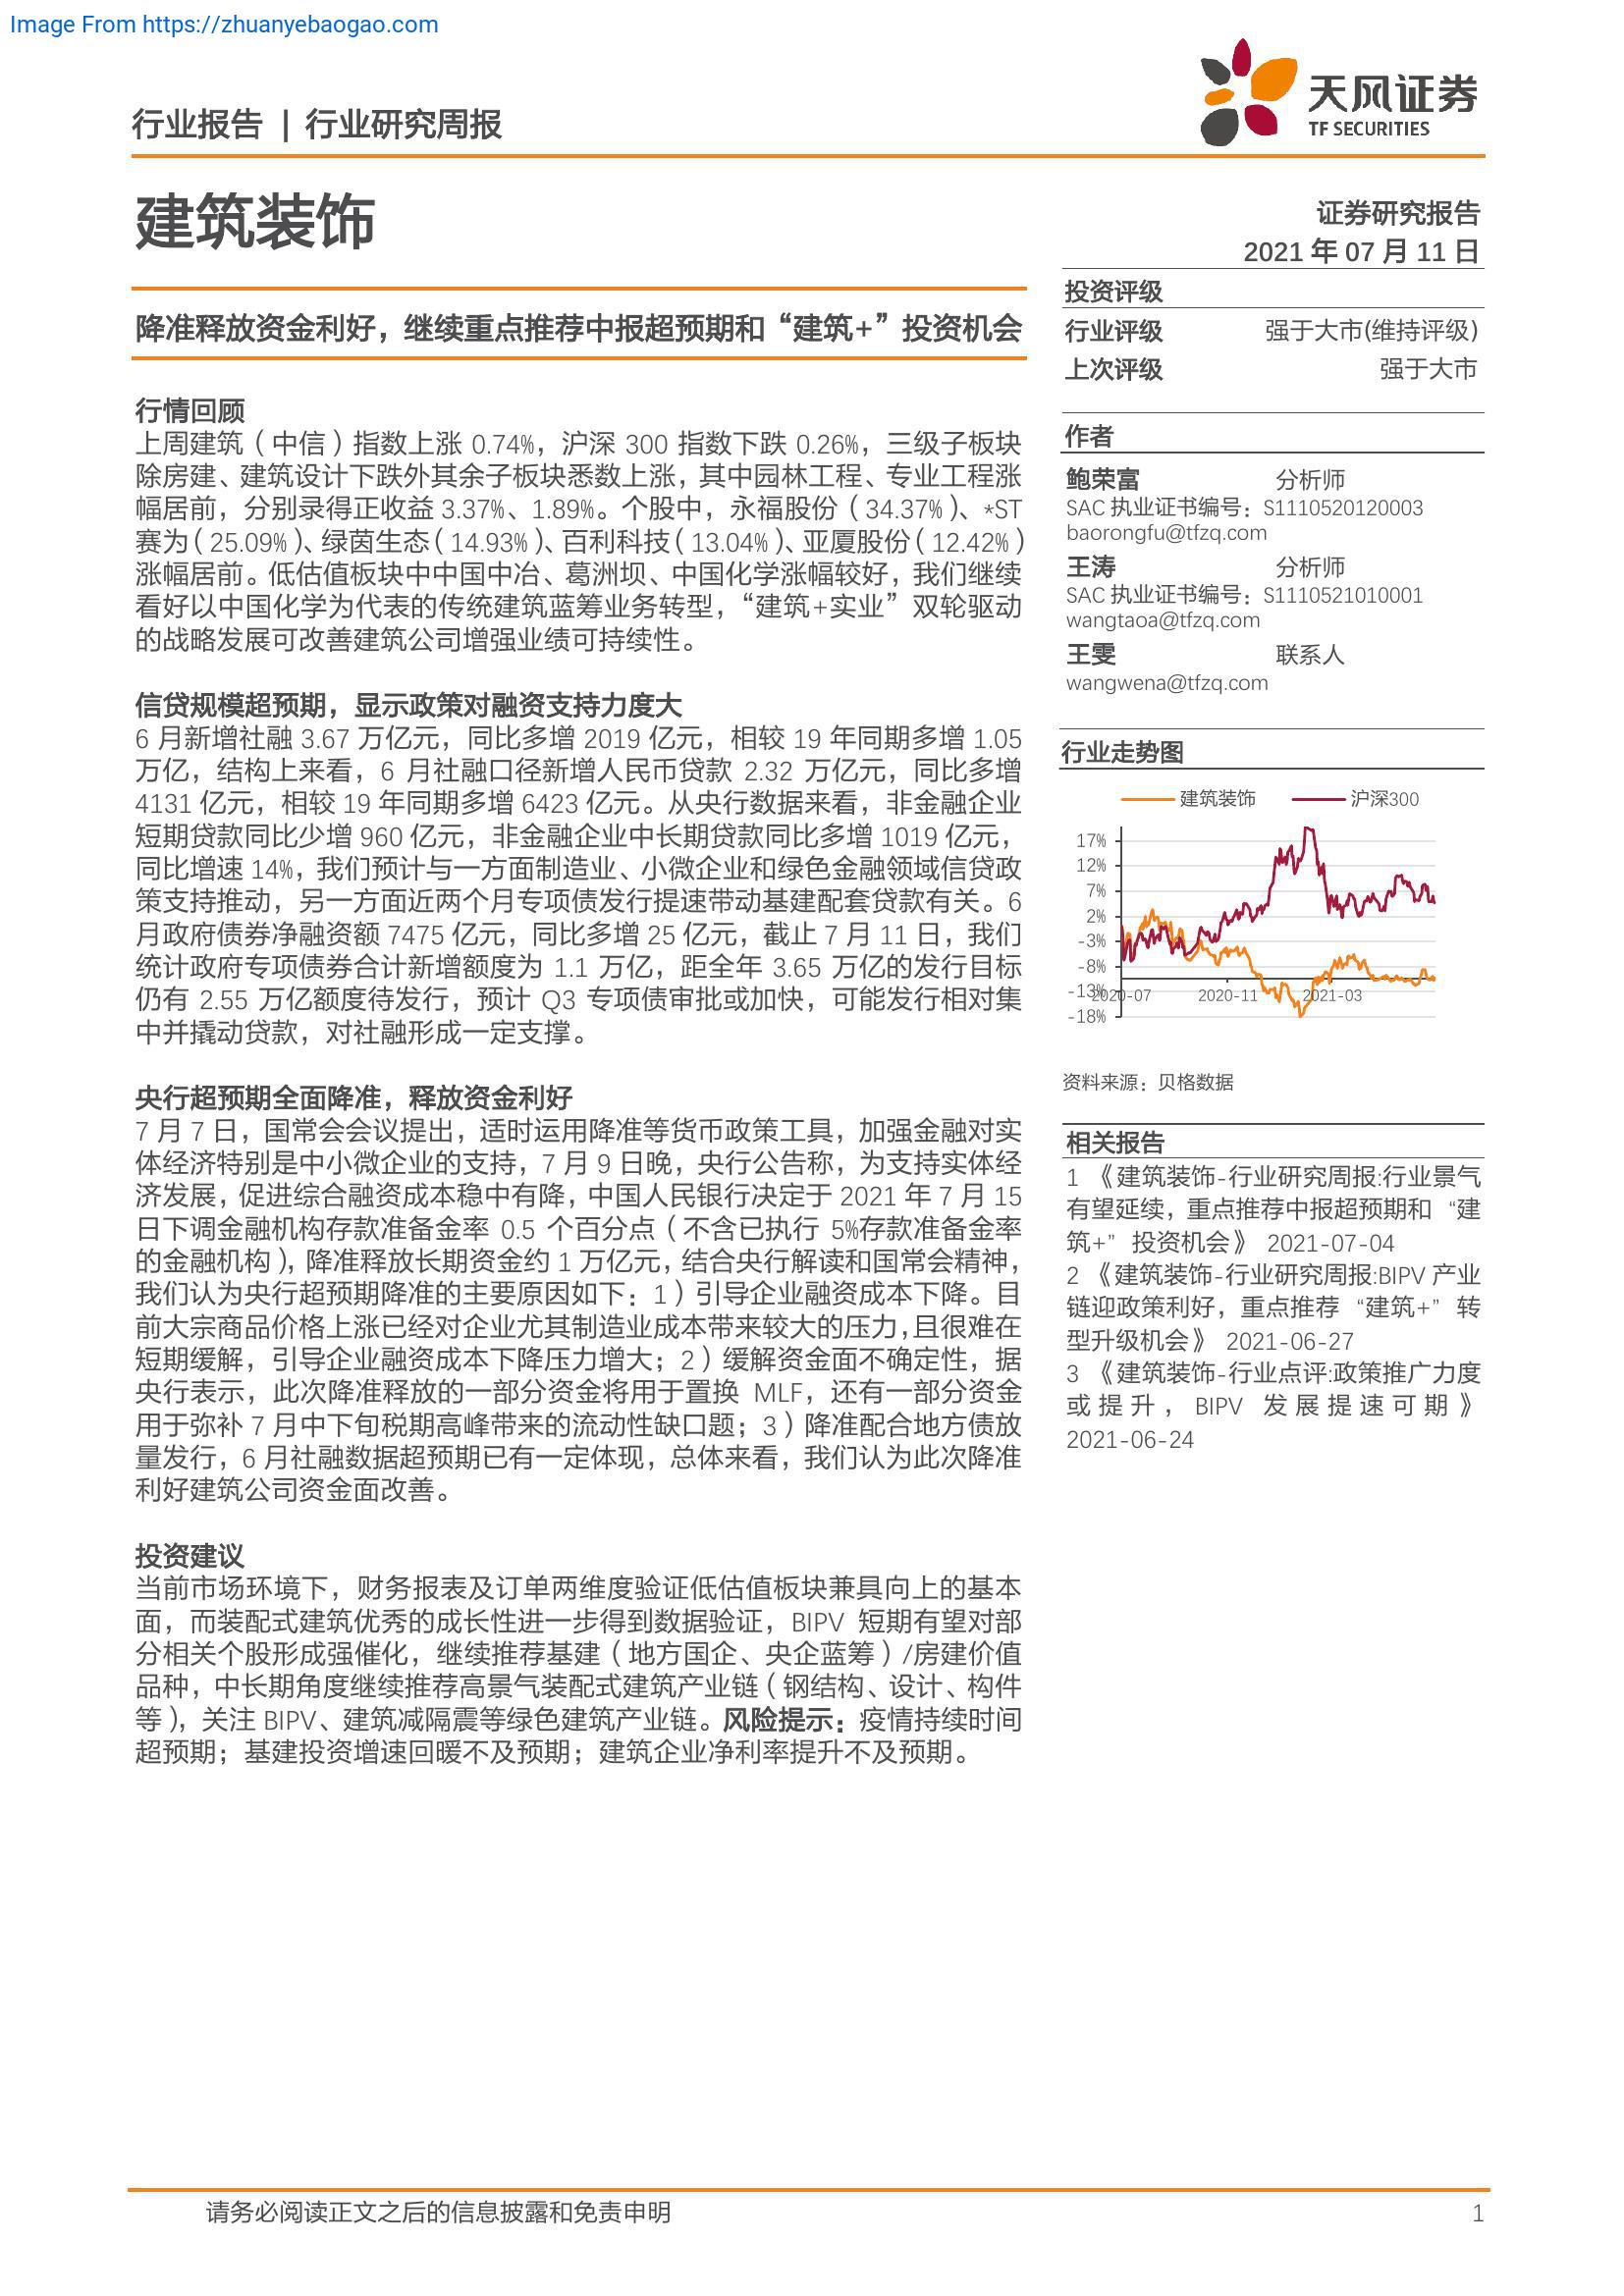 Image From https://zhuanyebaogao.com
行业报告 | 行业研究周报
天风证券
TF SECURITIES
建筑装饰
证券研究报告
2021 年 07 月 11 日
降准释放资金利好，继续重点推荐中报超预期和“建筑+”投资机会
行情回顾
上周建筑（中信）指数上涨 0.74%，沪深 300 指数下跌 0.26%，三级子板块
除房建、建筑设计下跌外其余子板块悉数上涨，其中园林工程、专业工程涨
幅居前，分别录得正收益 3.37%、1.89%。个股中，永福股份（34.37%）、*ST
赛为（25.09%）、绿茵生态（14.93%）、百利科技（13.04%）、亚厦股份（12.42%）
涨幅居前。低估值板块中中国中冶、葛洲坝、中国化学涨幅较好，我们继续
看好以中国化学为代表的传统建筑蓝筹业务转型，“建筑+实业”双轮驱动
的战略发展可改善建筑公司增强业绩可持续性。
信贷规模超预期，显示政策对融资支持力度大
6 月新增社融 3.67 万亿元，同比多增 2019 亿元，相较 19 年同期多增 1.05
万亿，结构上来看，6 月社融口径新增人民币贷款 2.32 万亿元，同比多增
4131 亿元，相较 19 年同期多增 6423 亿元。从央行数据来看，非金融企业
短期贷款同比少增 960 亿元，非金融企业中长期贷款同比多增 1019 亿元，
同比增速 14%，我们预计与一方面制造业、小微企业和绿色金融领域信贷政
策支持推动，另一方面近两个月专项债发行提速带动基建配套贷款有关。6
月政府债券净融资额 7475 亿元，同比多增 25 亿元，截止 7 月 11 日，我们
统计政府专项债券合计新增额度为 1.1 万亿，距全年 3.65 万亿的发行目标
仍有 2.55 万亿额度待发行，预计 Q3 专项债审批或加快，可能发行相对集
中并撬动贷款，对社融形成一定支撑。
央行超预期全面降准，释放资金利好
7 月 7 日，国常会会议提出，适时运用降准等货币政策工具，加强金融对实
体经济特别是中小微企业的支持，7 月 9 日晚，央行公告称，为支持实体经
济发展，促进综合融资成本稳中有降，中国人民银行决定于 2021 年 7 月 15
日下调金融机构存款准备金率 0.5 个百分点（不含已执行 5%存款准备金率
的金融机构），降准释放长期资金约 1 万亿元，结合央行解读和国常会精神，
我们认为央行超预期降准的主要原因如下：1）引导企业融资成本下降。目
前大宗商品价格上涨已经对企业尤其制造业成本带来较大的压力，且很难在
短期缓解，引导企业融资成本下降压力增大；2）缓解资金面不确定性，据
央行表示，此次降准释放的一部分资金将用于置换 MLF，还有一部分资金
用于弥补 7 月中下旬税期高峰带来的流动性缺口题；3）降准配合地方债放
量发行，6 月社融数据超预期已有一定体现，总体来看，我们认为此次降准
利好建筑公司资金面改善。
投资建议
当前市场环境下，财务报表及订单两维度验证低估值板块兼具向上的基本
面，而装配式建筑优秀的成长性进一步得到数据验证，BIPV 短期有望对部
分相关个股形成强催化，继续推荐基建（地方国企、央企蓝筹）/房建价值
品种，中长期角度继续推荐高景气装配式建筑产业链（钢结构、设计、构件
等），关注 BIPV、建筑减隔震等绿色建筑产业链。风险提示：疫情持续时间
超预期；基建投资增速回暖不及预期；建筑企业净利率提升不及预期。
投资评级
行业评级 强于大市(维持评级)
上次评级 强于大市
作者
鲍荣富 分析师
SAC 执业证书编号：S1110520120003
baorongfu@tfzq.com
王涛 分析师
SAC 执业证书编号：S1110521010001
wangtaoa@tfzq.com
王雯 联系人
wangwena@tfzq.com
行业走势图
建筑装饰 沪深300
17%
12%
7%
2%
-3%
-8%
-13%
-18%
2020-07 2020-11 2021-03
资料来源：贝格数据
相关报告
1 《建筑装饰-行业研究周报:行业景气
有望延续，重点推荐中报超预期和 “建
筑+” 投资机会》 2021-07-04
2 《建筑装饰-行业研究周报:BIPV 产业
链迎政策利好，重点推荐 “建筑+” 转
型升级机会》 2021-06-27
3 《建筑装饰-行业点评:政策推广力度
或提升，BIPV 发展提速可期》
2021-06-24
请务必阅读正文之后的信息披露和免责申明 1